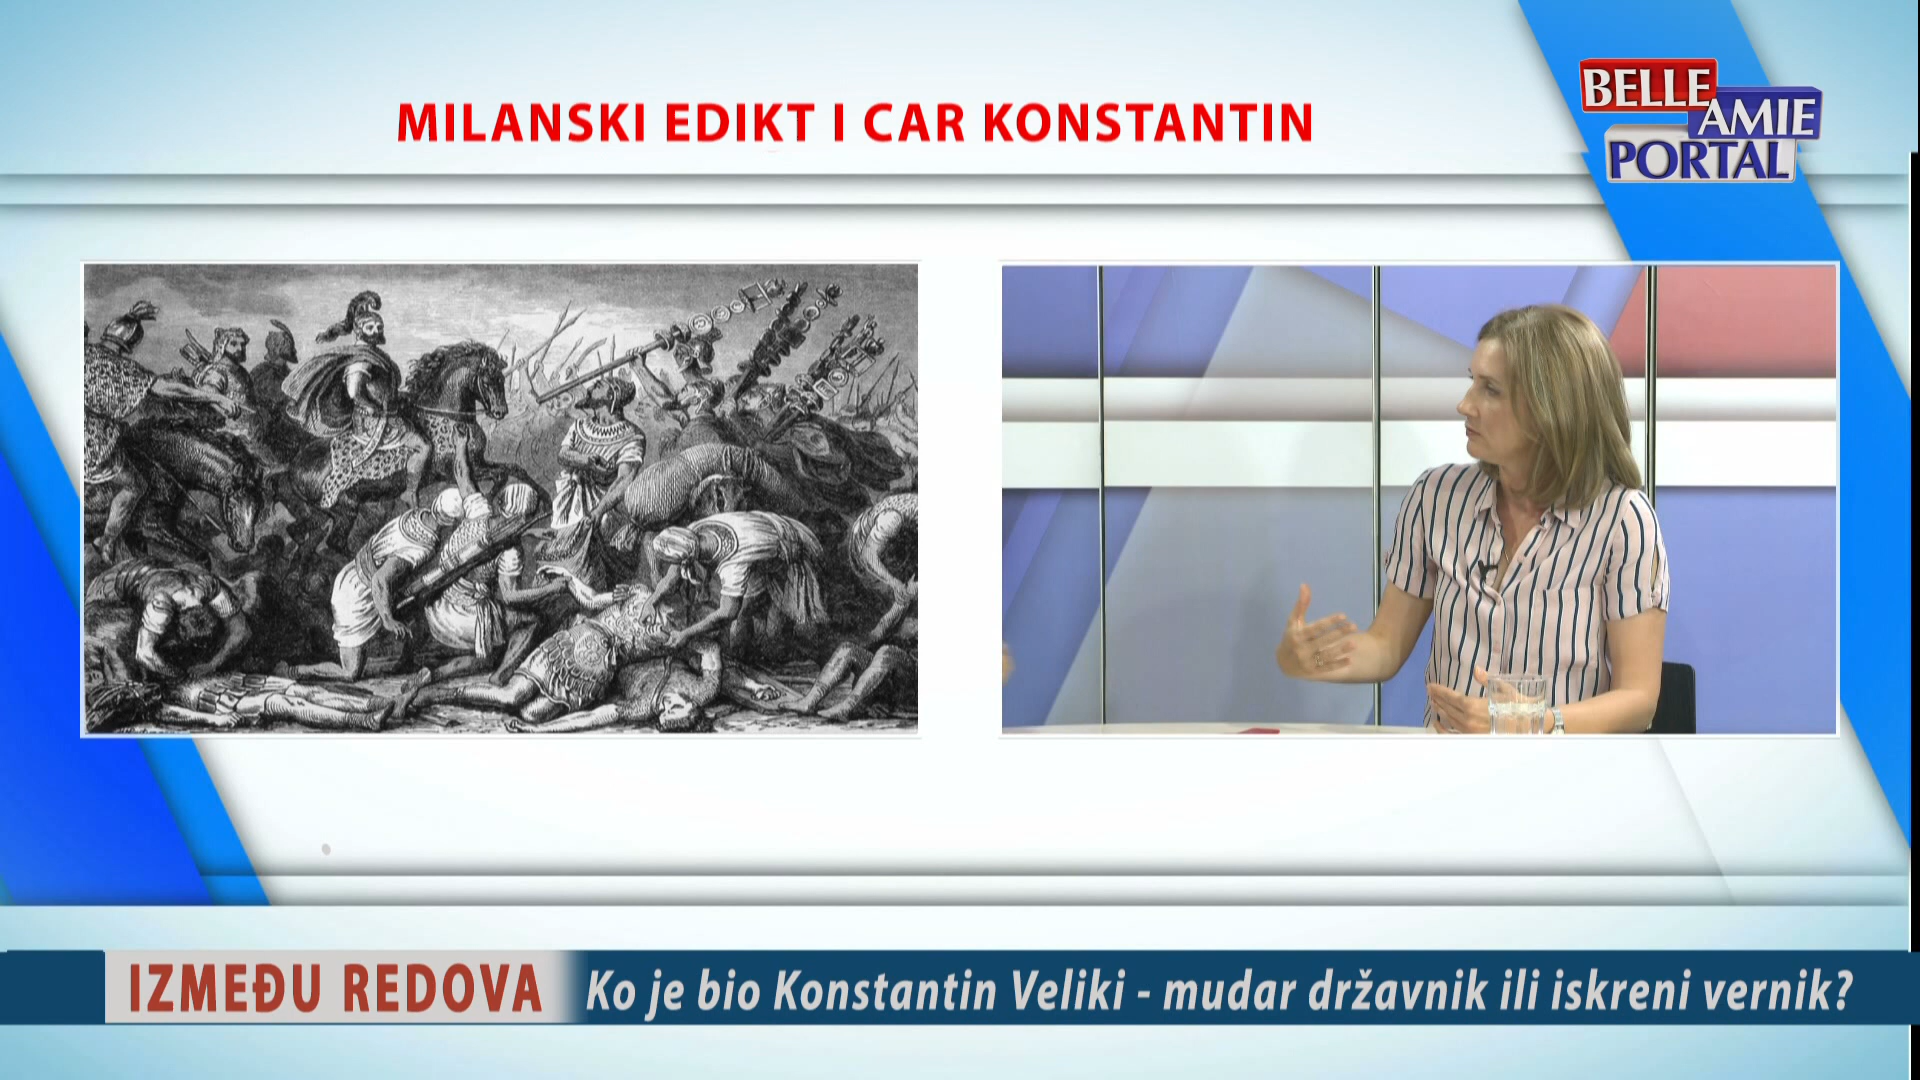 MILANSKI EDIKT I CAR KONSTANTIN
BELLE
AMIE
PORTAL
IZMEĐU REDOVA
Ko je bio Konstantin Veliki - mudar državnik ili iskreni vernik?